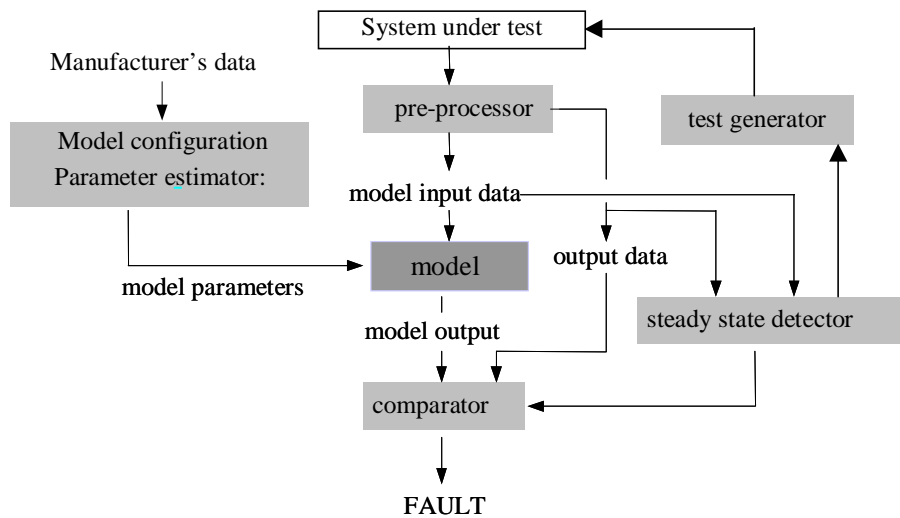 System under test
Manufacturer’s data
pre-processor
test generator
Model configuration
Parameter estimator:
model input data
model
output data
model parameters
steady state detector
model output
comparator
FAULT